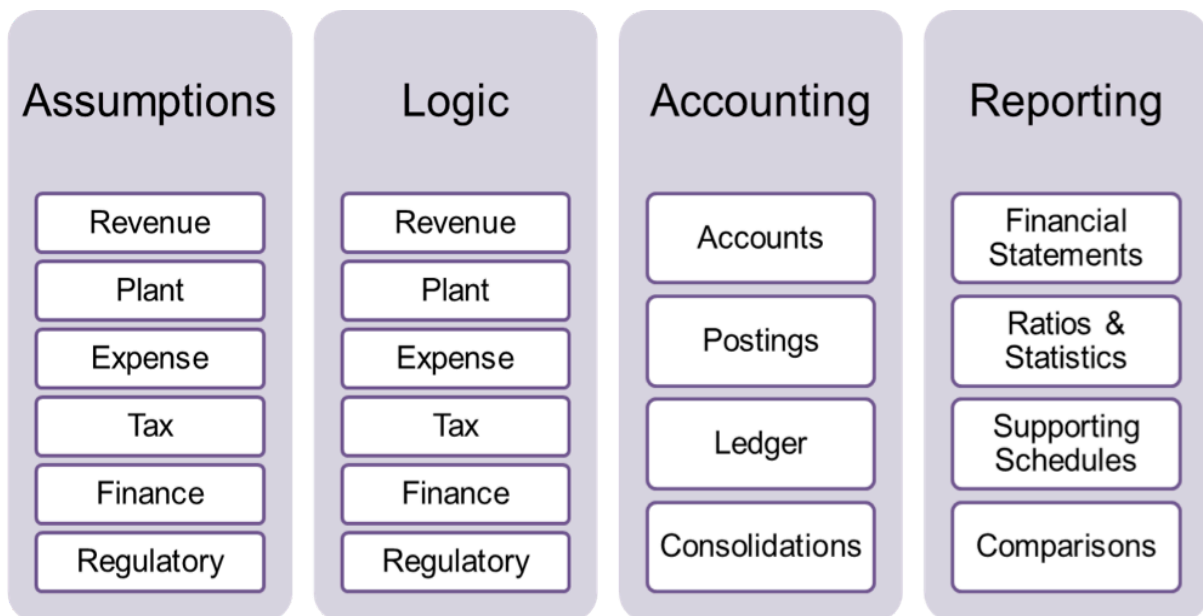 Assumptions
Revenue
Plant
Expense
Tax
Finance
Regulatory
Logic
Revenue
Plant
Expense
Tax
Finance
Regulatory
Accounting
Accounts
Postings
Ledger
Consolidations
Reporting
Financial
Statements
Ratios &
Statistics
Supporting
Schedules
Comparisons